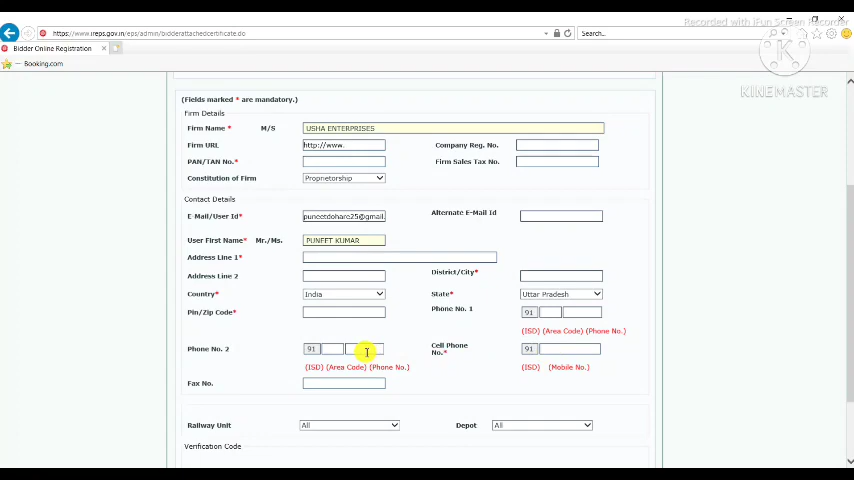 Recorded with iFun Screen Recorder
https://www.ireps.gov.in/eps/admin/bidderattachedcertificate.do
Search...
Bidder Online Registration
Booking.com
K
KINEMASTER
(Fields marked * are mandatory.)
Firm Details
Firm Name * M/S USHA ENTERPRISES
Firm URL http://www. Company Reg. No.
PAN/TAN No.* Firm Sales Tax No.
Constitution of Firm Proprietorship
Contact Details
E-Mail/User Id* puneetdohare25@gmail. Alternate E-Mail Id
User First Name* Mr./Ms. PUNEET KUMAR
Address Line 1*
Address Line 2 District/City*
Country* India State* Uttar Pradesh
Pin/Zip Code* Phone No. 1 91
(ISD) (Area Code) (Phone No.)
Phone No. 2 91 Cell Phone No.* 91
(ISD) (Area Code) (Phone No.) (ISD) (Mobile No.)
Fax No.
Railway Unit All Depot All
Verification Code